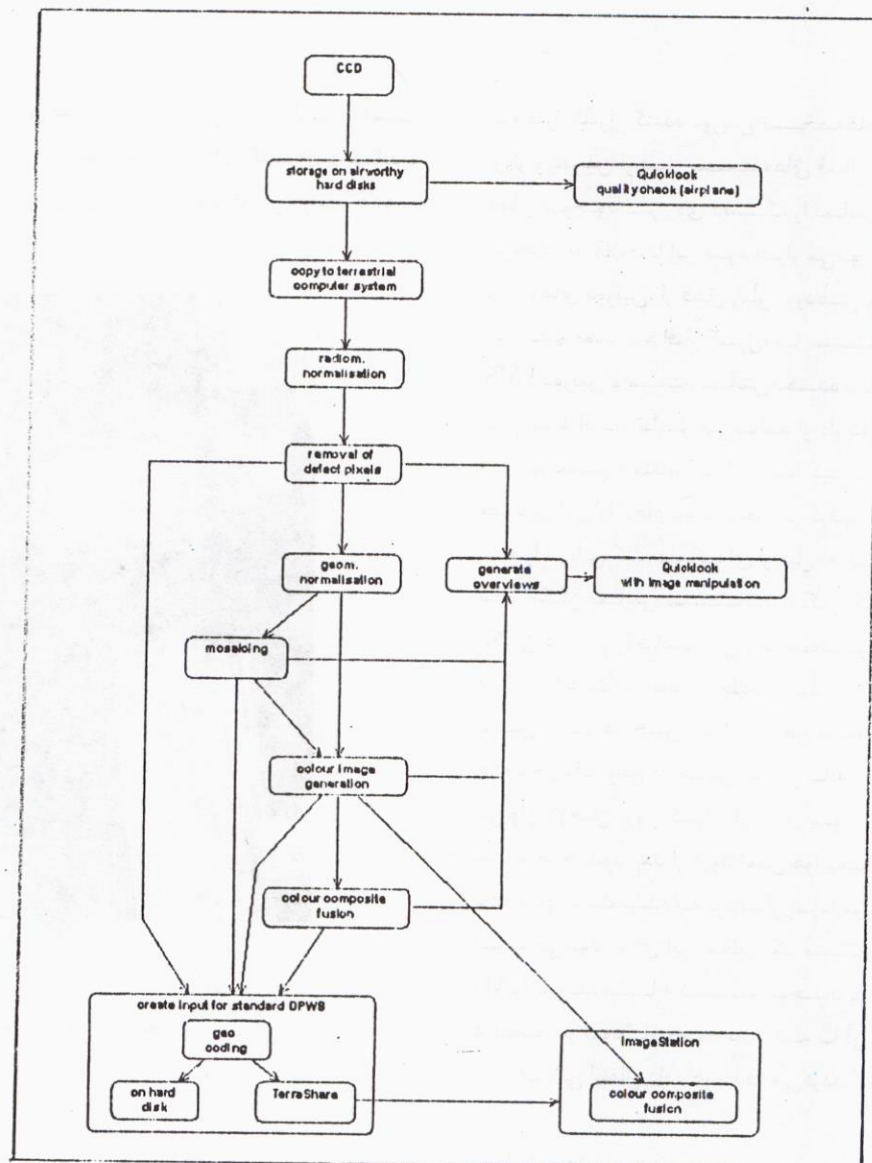 CCD
storage on airworthy
hard disks
Quicklook
quality check (airplane)
copy to terrestrial
computer system
radiom.
normalisation
removal of
defect pixels
geom.
normalisation
generate
overviews
Quicklook
with image manipulation
mosaicing
colour image
generation
colour composite
fusion
create input for standard DPWS
geo
coding
on hard
disk
TerraShare
ImageStation
colour composite
fusion